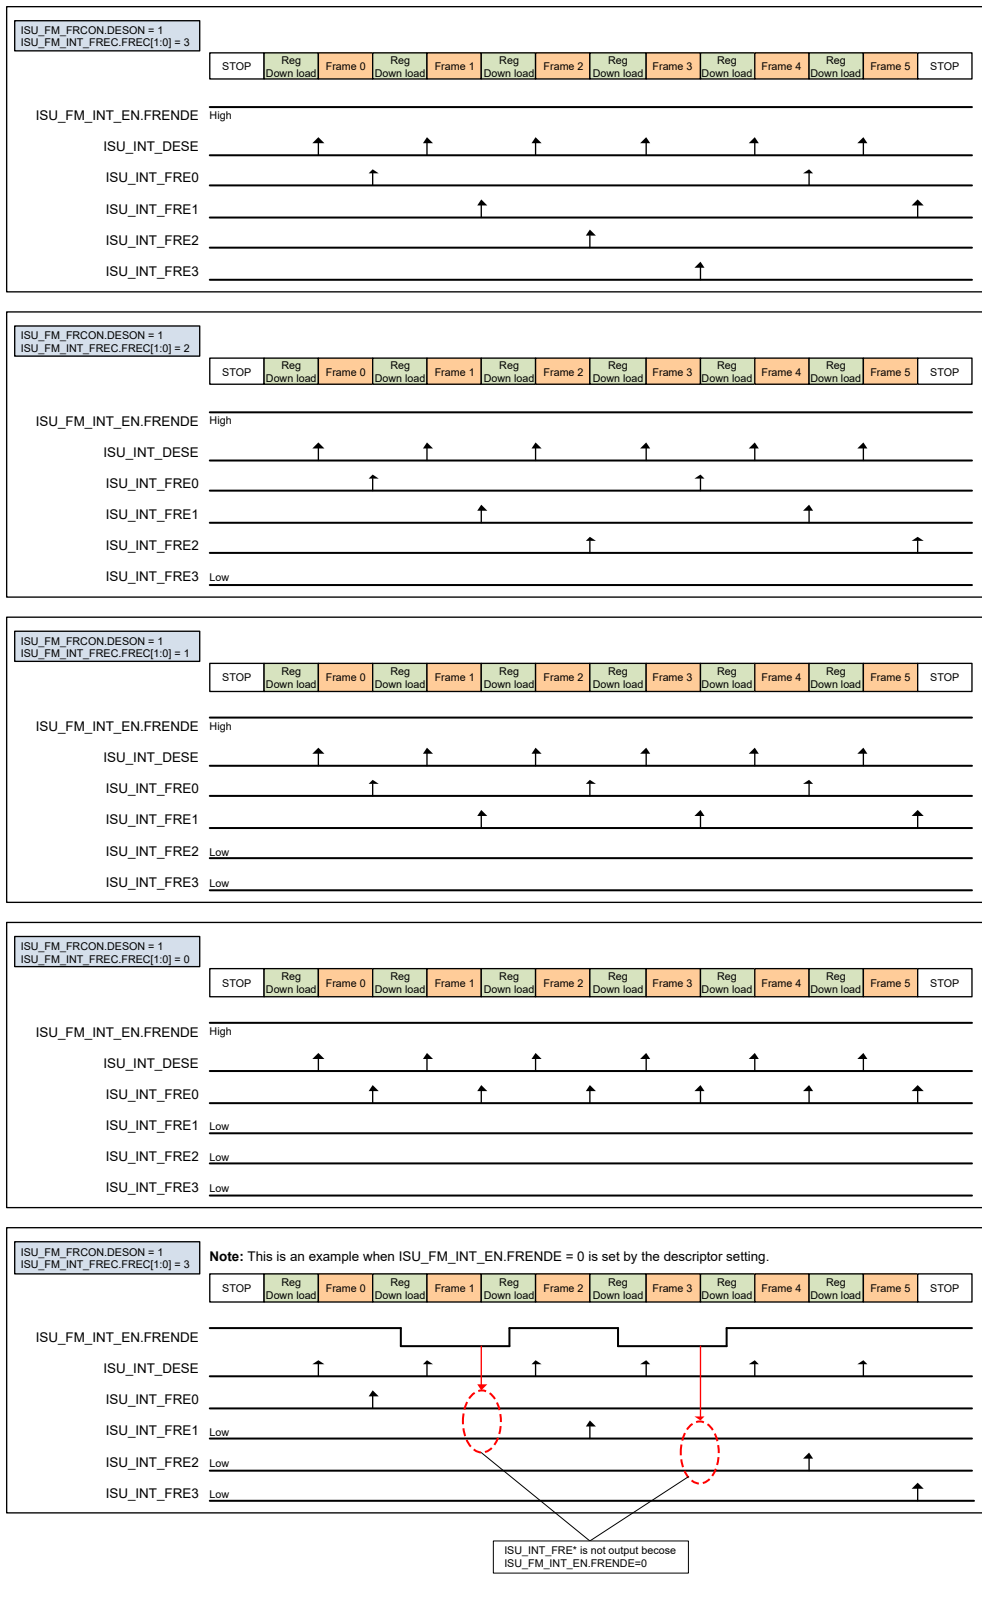 ISU_FM_FRCON.DESON = 1
ISU_FM_INT_FREC.FREC[1:0] = 3
STOP Reg Down load Frame 0 Reg Down load Frame 1 Reg Down load Frame 2 Reg Down load Frame 3 Reg Down load Frame 4 Reg Down load Frame 5 STOP
ISU_FM_INT_EN.FRENDE High
ISU_INT_DESE
ISU_INT_FRE0
ISU_INT_FRE1
ISU_INT_FRE2
ISU_INT_FRE3
ISU_FM_FRCON.DESON = 1
ISU_FM_INT_FREC.FREC[1:0] = 2
STOP Reg Down load Frame 0 Reg Down load Frame 1 Reg Down load Frame 2 Reg Down load Frame 3 Reg Down load Frame 4 Reg Down load Frame 5 STOP
ISU_FM_INT_EN.FRENDE High
ISU_INT_DESE
ISU_INT_FRE0
ISU_INT_FRE1
ISU_INT_FRE2
ISU_INT_FRE3 Low
ISU_FM_FRCON.DESON = 1
ISU_FM_INT_FREC.FREC[1:0] = 1
STOP Reg Down load Frame 0 Reg Down load Frame 1 Reg Down load Frame 2 Reg Down load Frame 3 Reg Down load Frame 4 Reg Down load Frame 5 STOP
ISU_FM_INT_EN.FRENDE High
ISU_INT_DESE
ISU_INT_FRE0
ISU_INT_FRE1
ISU_INT_FRE2 Low
ISU_INT_FRE3 Low
ISU_FM_FRCON.DESON = 1
ISU_FM_INT_FREC.FREC[1:0] = 0
STOP Reg Down load Frame 0 Reg Down load Frame 1 Reg Down load Frame 2 Reg Down load Frame 3 Reg Down load Frame 4 Reg Down load Frame 5 STOP
ISU_FM_INT_EN.FRENDE High
ISU_INT_DESE
ISU_INT_FRE0
ISU_INT_FRE1 Low
ISU_INT_FRE2 Low
ISU_INT_FRE3 Low
ISU_FM_FRCON.DESON = 1
ISU_FM_INT_FREC.FREC[1:0] = 3
Note: This is an example when ISU_FM_INT_EN.FRENDE = 0 is set by the descriptor setting.
STOP Reg Down load Frame 0 Reg Down load Frame 1 Reg Down load Frame 2 Reg Down load Frame 3 Reg Down load Frame 4 Reg Down load Frame 5 STOP
ISU_FM_INT_EN.FRENDE
ISU_INT_DESE
ISU_INT_FRE0
ISU_INT_FRE1 Low
ISU_INT_FRE2 Low
ISU_INT_FRE3 Low
ISU_INT_FRE* is not output becose
ISU_FM_INT_EN.FRENDE=0